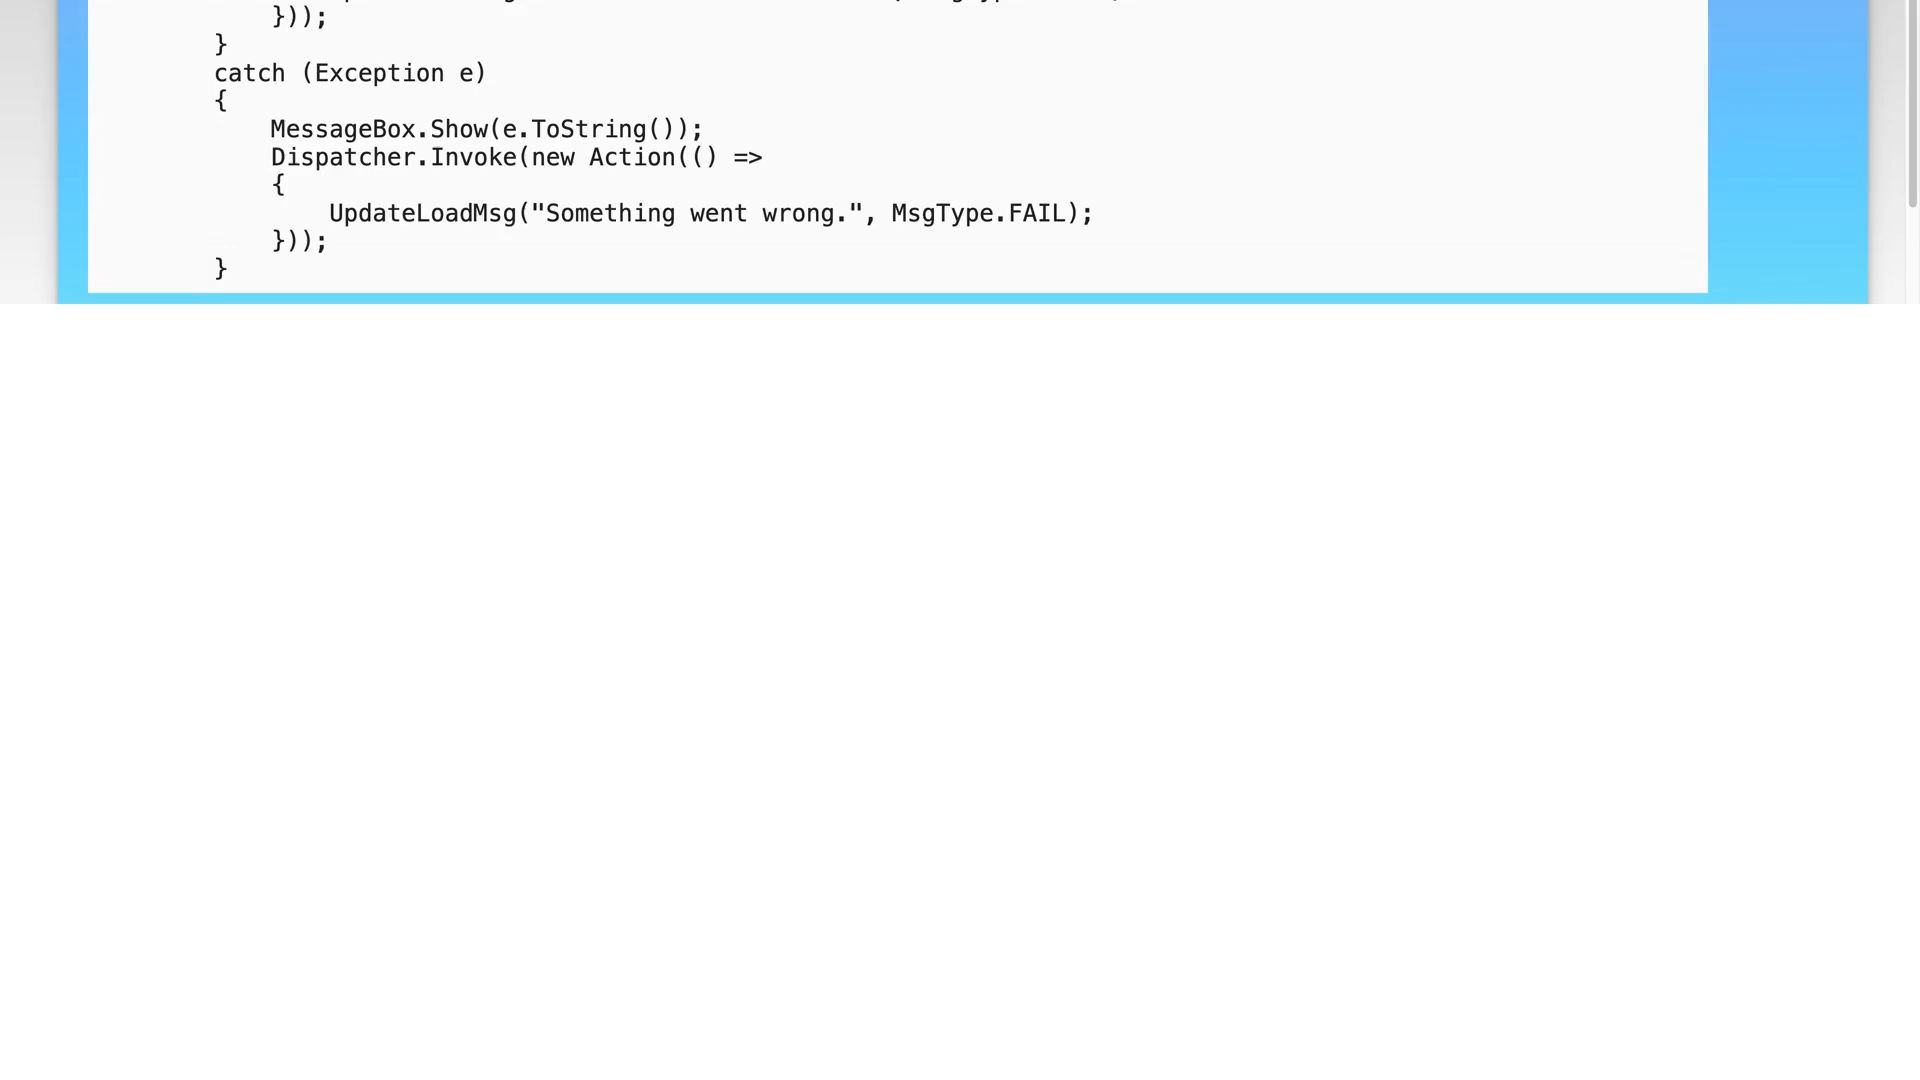 }));
}
catch (Exception e)
{
MessageBox.Show(e.ToString());
Dispatcher.Invoke(new Action(() =>
{
UpdateLoadMsg("Something went wrong.", MsgType.FAIL);
}));
}